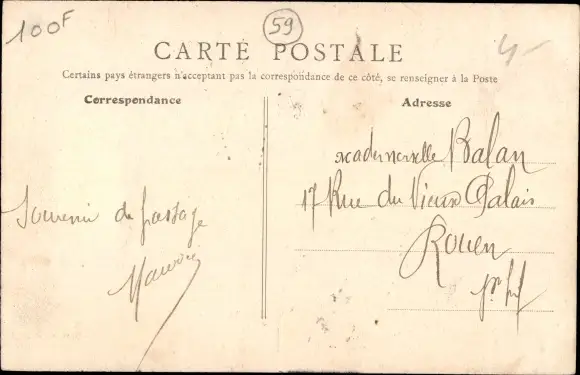 100F
59
4-
CARTE POSTALE
Certains pays étrangers n'acceptant pas la correspondance de ce côté, se renseigner à la Poste
Correspondance
Adresse
Souvenir de passage
Mademoiselle Balan
17 Rue du Vieux Palais
Rouen